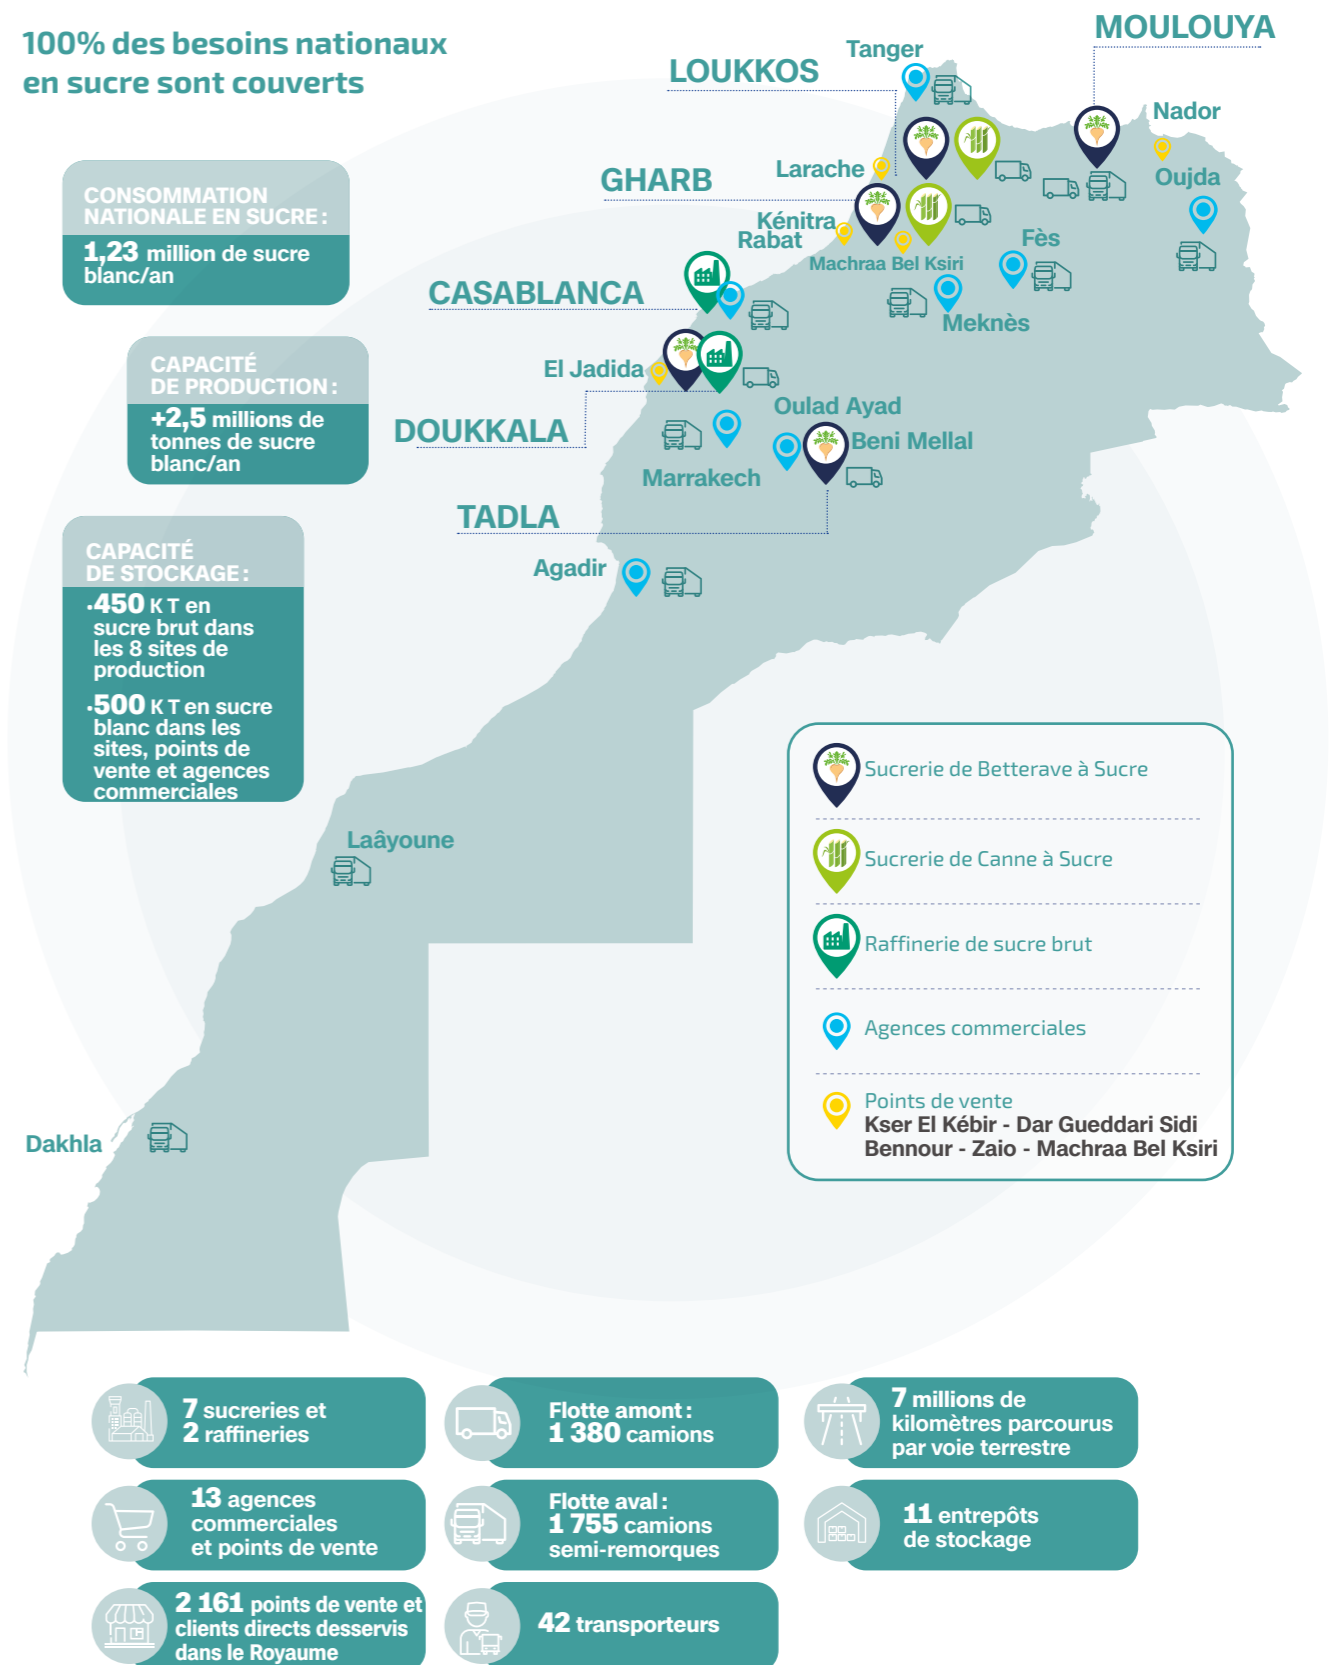 100% des besoins nationaux
en sucre sont couverts
CONSOMMATION
NATIONALE EN SUCRE :
1,23 million de sucre
blanc/an
CAPACITÉ
DE PRODUCTION :
+2,5 millions de
tonnes de sucre
blanc/an
CAPACITÉ
DE STOCKAGE :
•450 K T en
sucre brut dans
les 8 sites de
production
•500 K T en sucre
blanc dans les
sites, points de
vente et agences
commerciales
MOULOUYA
Tanger
LOUKKOS
Nador
Larache
Oujda
GHARB
Kénitra
Rabat
Fès
Machraa Bel Ksiri
CASABLANCA
Meknès
El Jadida
Oulad Ayad
DOUKKALA
Beni Mellal
Marrakech
TADLA
Agadir
Laâyoune
Dakhla
Sucrerie de Betterave à Sucre
Sucrerie de Canne à Sucre
Raffinerie de sucre brut
Agences commerciales
Points de vente
Kser El Kébir - Dar Gueddari Sidi
Bennour - Zaio - Machraa Bel Ksiri
7 sucreries et
2 raffineries
Flotte amont :
1 380 camions
7 millions de
kilomètres parcourus
par voie terrestre
13 agences
commerciales
et points de vente
Flotte aval :
1 755 camions
semi-remorques
11 entrepôts
de stockage
2 161 points de vente et
clients directs desservis
dans le Royaume
42 transporteurs